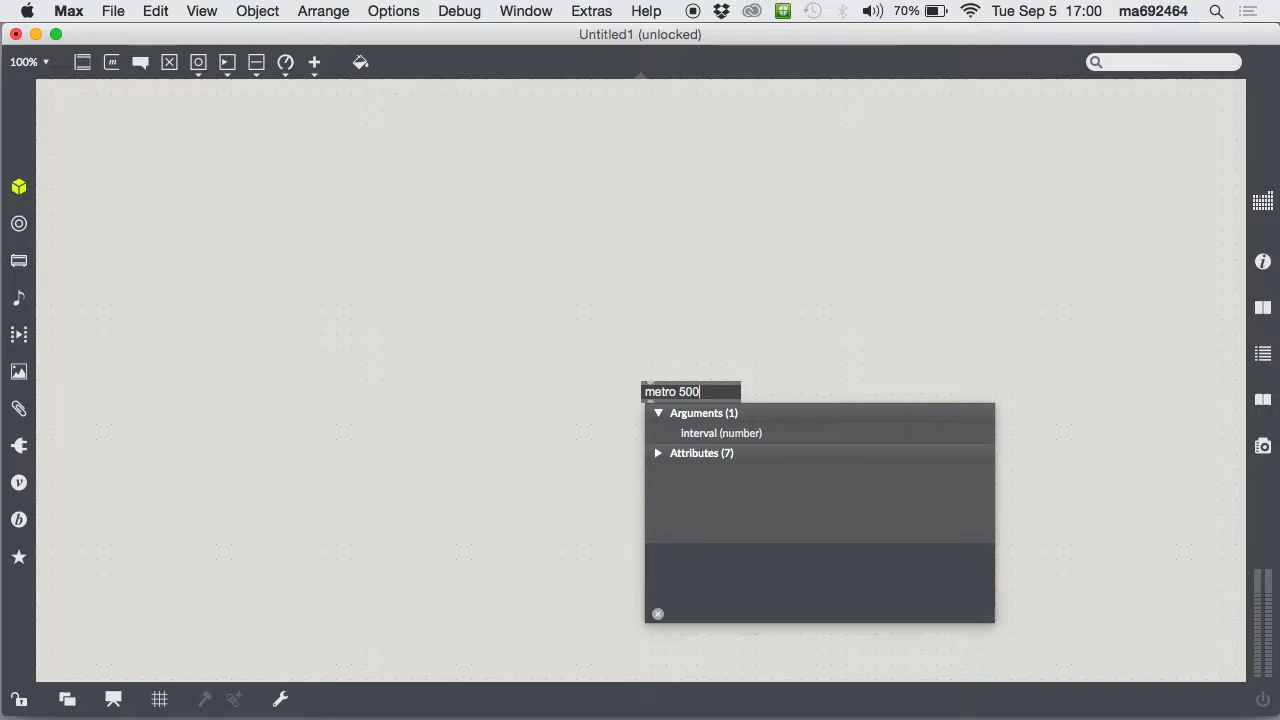 Max File Edit View Object Arrange Options Debug Window Extras Help 70% Tue Sep 5 17:00 ma692464
Untitled1 (unlocked)
100%
m
metro 500
Arguments (1)
interval (number)
Attributes (7)
i
v
b